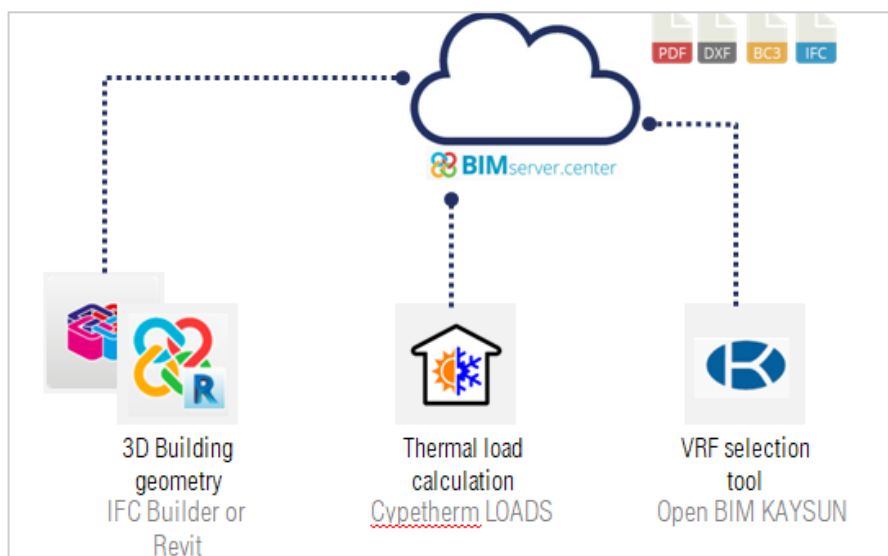 PDF DXF BC3 IFC
BIMserver.center
R
3D Building
geometry
IFC Builder or
Revit
Thermal load
calculation
Cypetherm LOADS
VRF selection
tool
Open BIM KAYSUN